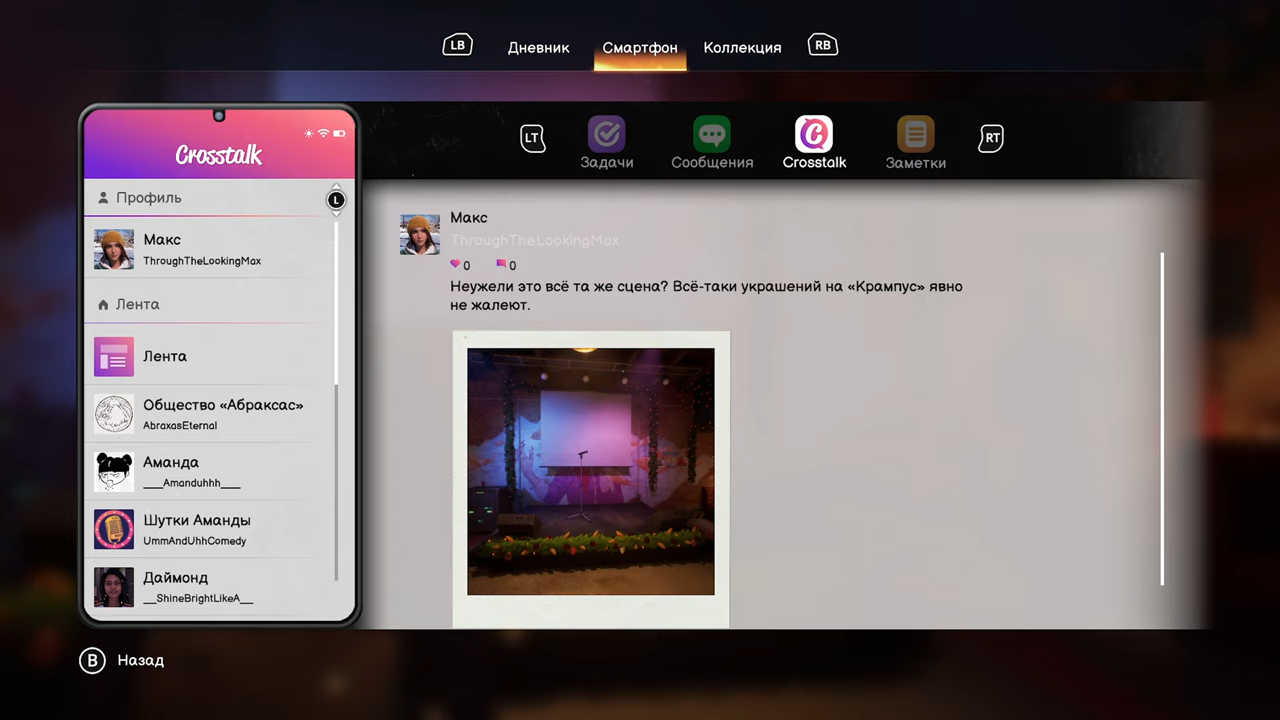 LB Дневник Смартфон Коллекция RB
Crosstalk
Профиль
L
Макс
ThroughTheLookingMax
Лента
Лента
Общество «Абраксас»
AbraxasEternal
Аманда
___Amanduhhh___
Шутки Аманды
UmmAndUhhComedy
Даймонд
__ShineBrightLikeA__
LT Задачи Сообщения Crosstalk Заметки RT
Макс
ThroughTheLookingMax
0 0
Неужели это всё та же сцена? Всё-таки украшений на «Крампус» явно
не жалеют.
B Назад